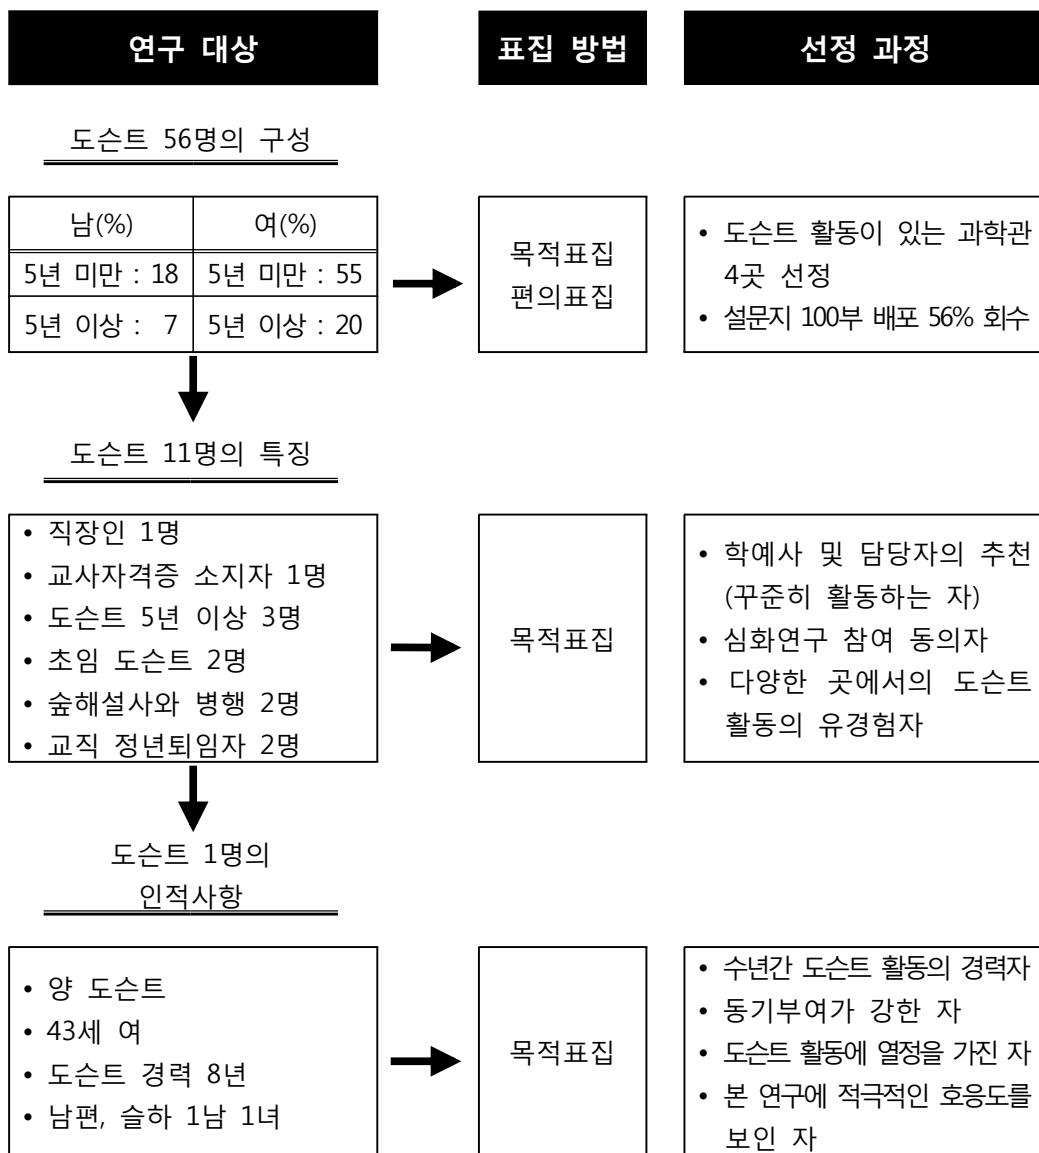 연구 대상
표집 방법
선정 과정
도슨트 56명의 구성
남(%)
여(%)
5년 미만 : 18
5년 미만 : 55
5년 이상 : 7
5년 이상 : 20
목적표집
편의표집
• 도슨트 활동이 있는 과학관
4곳 선정
• 설문지 100부 배포 56% 회수
도슨트 11명의 특징
• 직장인 1명
• 교사자격증 소지자 1명
• 도슨트 5년 이상 3명
• 초임 도슨트 2명
• 숲해설사와 병행 2명
• 교직 정년퇴임자 2명
목적표집
• 학예사 및 담당자의 추천
(꾸준히 활동하는 자)
• 심화연구 참여 동의자
• 다양한 곳에서의 도슨트
활동의 유경험자
도슨트 1명의
인적사항
• 양 도슨트
• 43세 여
• 도슨트 경력 8년
• 남편, 슬하 1남 1녀
목적표집
• 수년간 도슨트 활동의 경력자
• 동기부여가 강한 자
• 도슨트 활동에 열정을 가진 자
• 본 연구에 적극적인 호응도를
보인 자